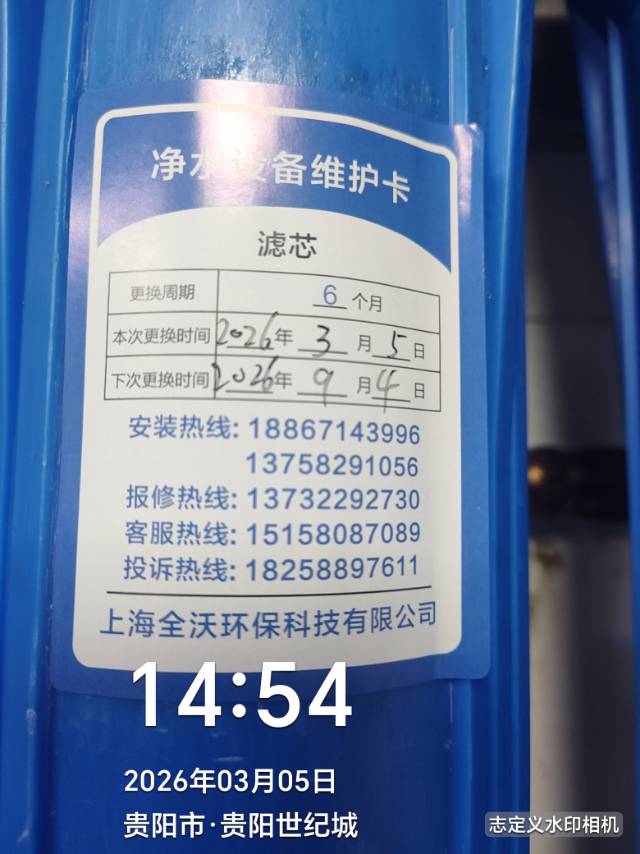 净水设备维护卡
滤芯
更换周期 6 个月
本次更换时间 2026年 3 月 5 日
下次更换时间 2026年 9 月 4 日
安装热线: 18867143996
13758291056
报修热线: 13732292730
客服热线: 15158087089
投诉热线: 18258897611
上海全沃环保科技有限公司
14:54
2026年03月05日
贵阳市·贵阳世纪城
志定义水印相机